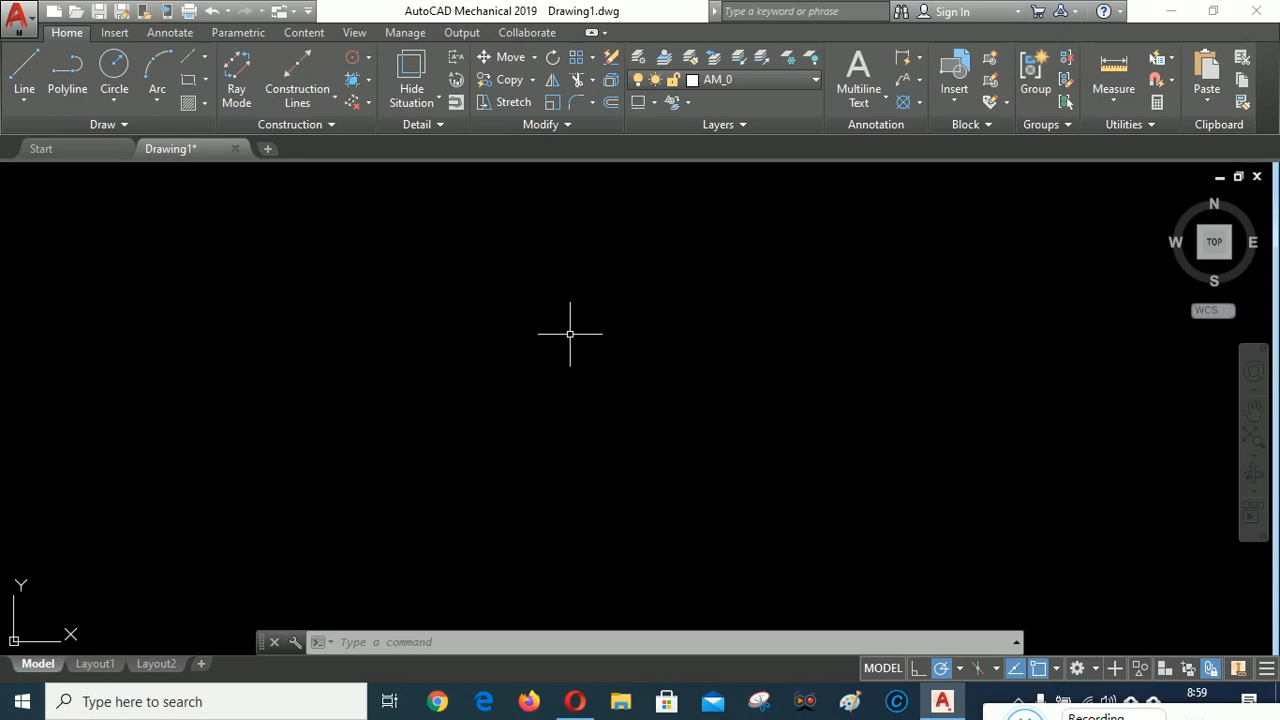 AutoCAD Mechanical 2019 Drawing1.dwg
Type a keyword or phrase
Sign In
Home Insert Annotate Parametric Content View Manage Output Collaborate
Line Polyline Circle Arc
Ray Mode
Construction Lines
Hide Situation
Move
Copy
Stretch
AM_0
Multiline Text
Insert
Group
Measure
Paste
Draw Construction Detail Modify Layers Annotation Block Groups Utilities Clipboard
Start Drawing1*
N
W TOP E
S
WCS
Y
X
Type a command
Model Layout1 Layout2
MODEL
Type here to search
8:59
Recording